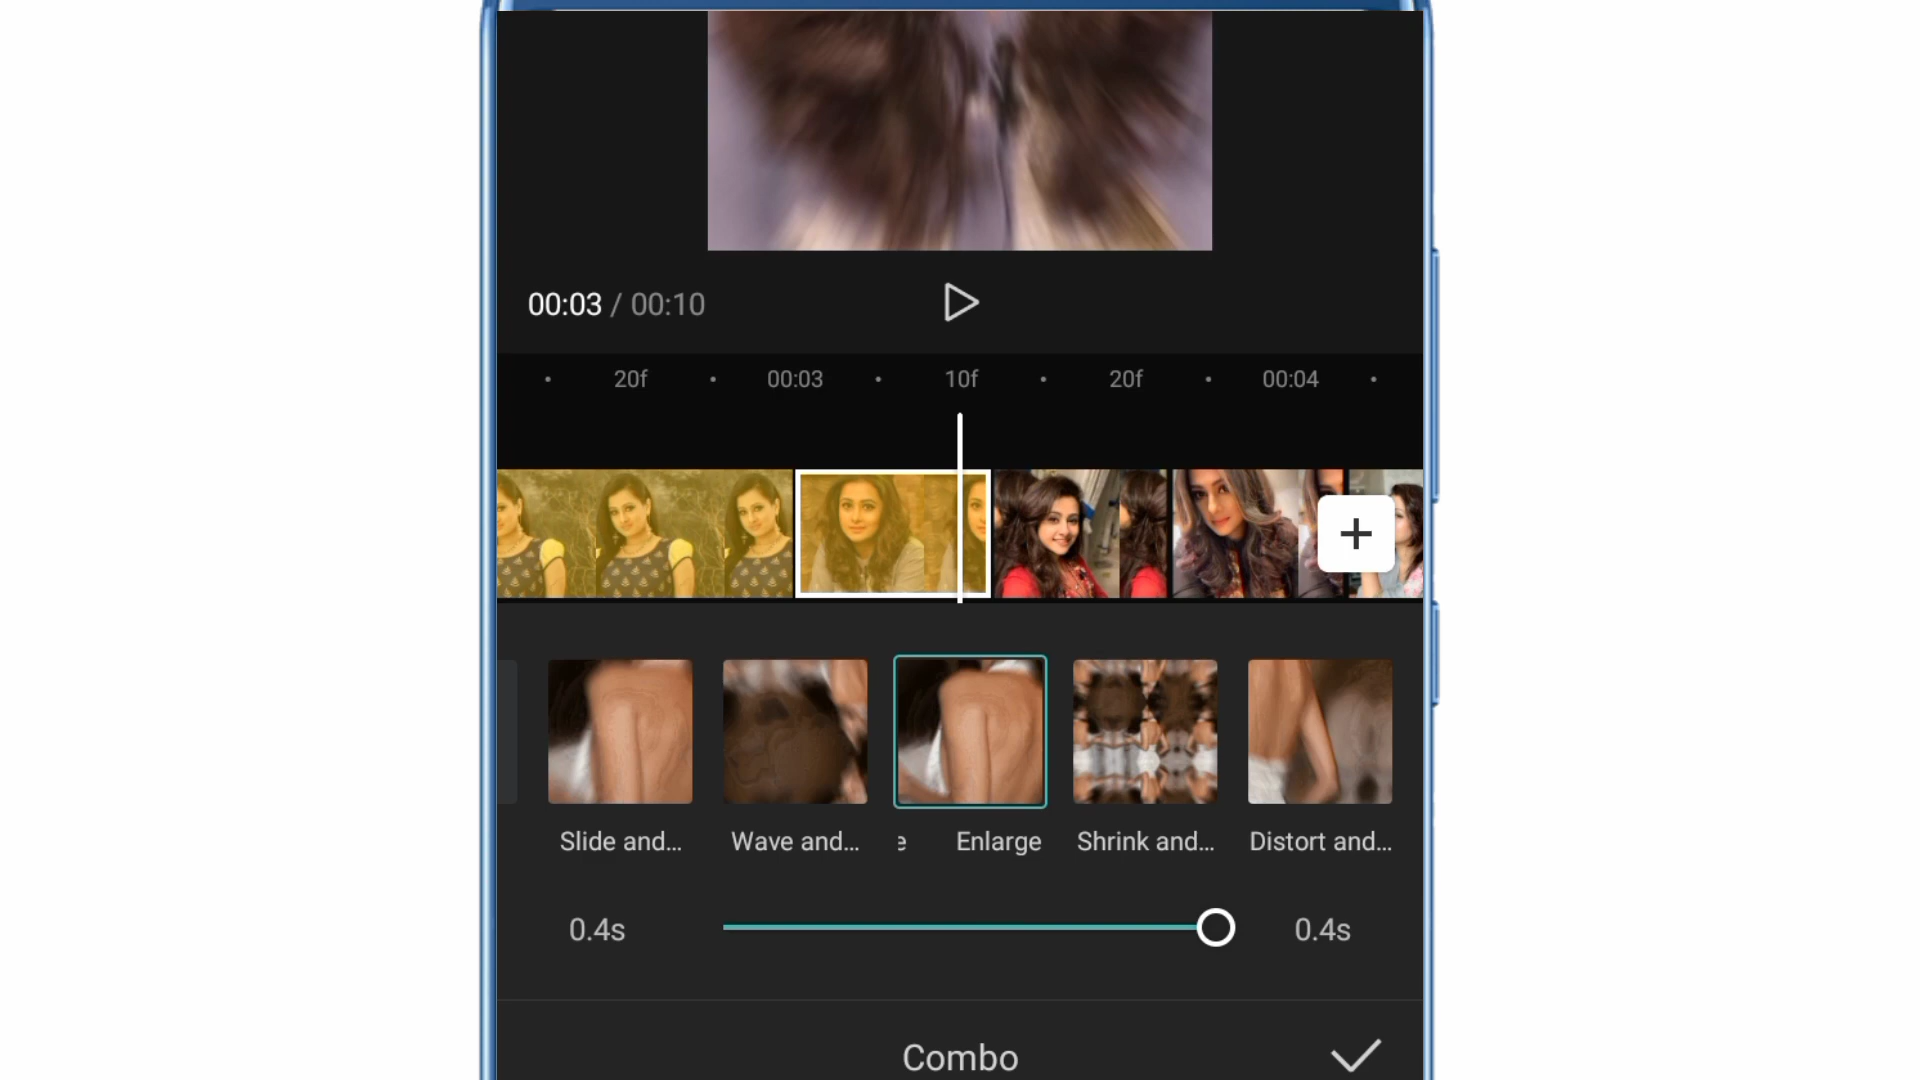 00:03 / 00:10
20f 00:03 10f 20f 00:04
Slide and... Wave and... e Enlarge Shrink and... Distort and...
0.4s 0.4s
Combo